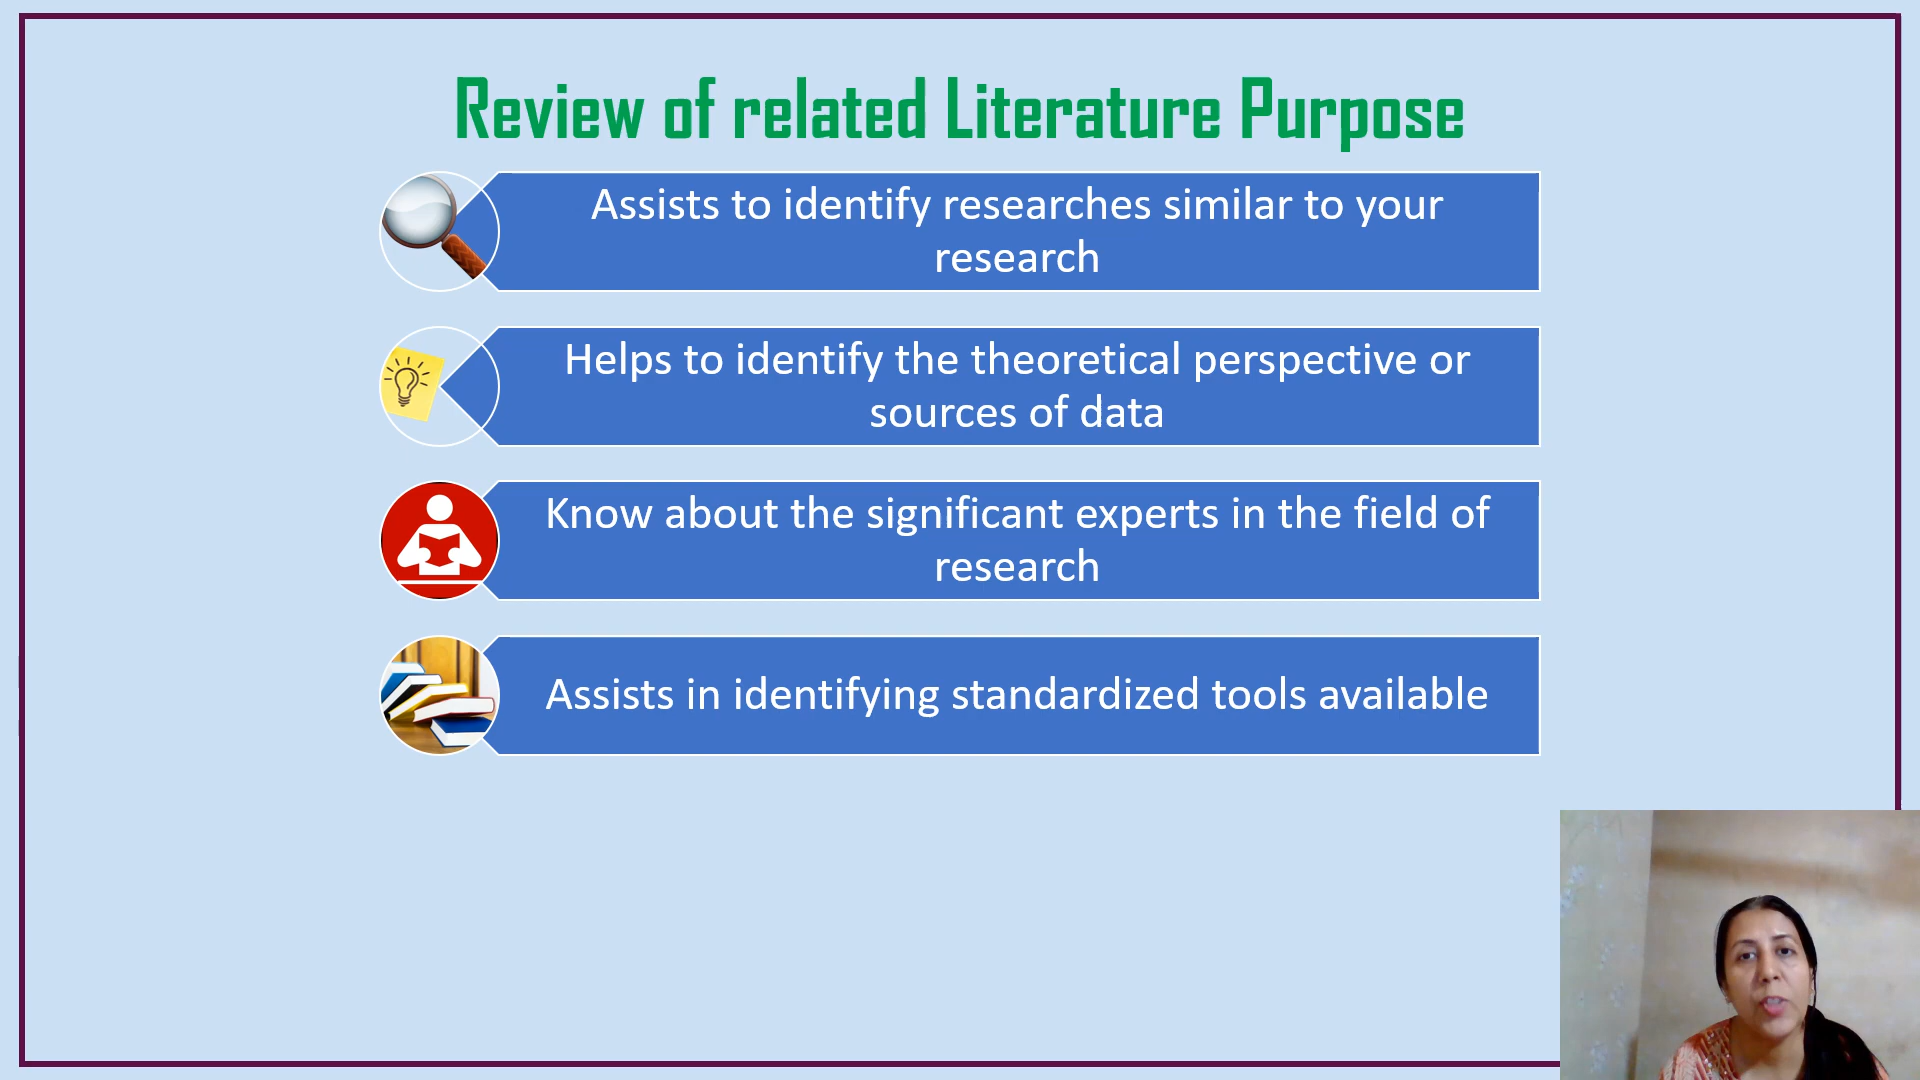 Review of related Literature Purpose
Assists to identify researches similar to your
research
Helps to identify the theoretical perspective or
sources of data
Know about the significant experts in the field of
research
Assists in identifying standardized tools available